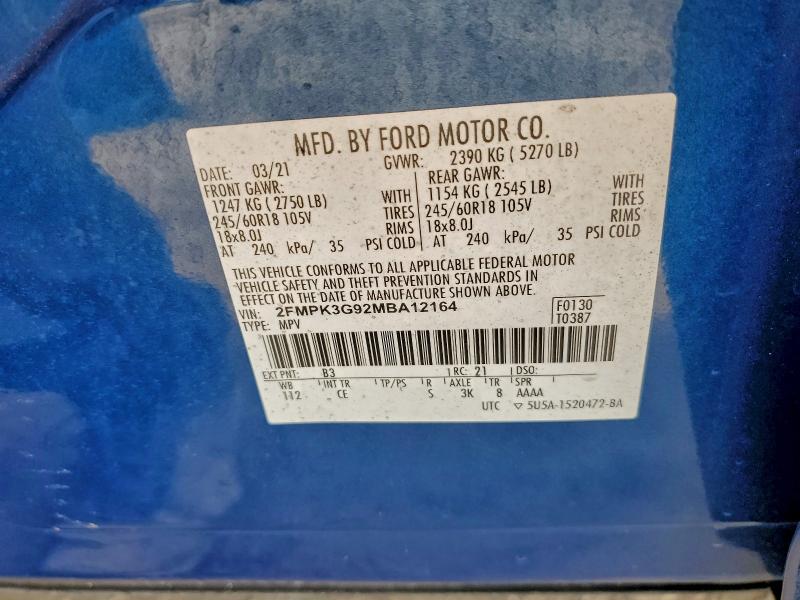 MFD. BY FORD MOTOR CO.
DATE: 03/21 GVWR: 2390 KG ( 5270 LB)
FRONT GAWR: REAR GAWR:
1247 KG ( 2750 LB) WITH 1154 KG ( 2545 LB) WITH
245/60R18 105V TIRES 245/60R18 105V TIRES
18x8.0J RIMS 18x8.0J RIMS
AT 240 kPa/ 35 PSI COLD AT 240 kPa/ 35 PSI COLD
THIS VEHICLE CONFORMS TO ALL APPLICABLE FEDERAL MOTOR
VEHICLE SAFETY, AND THEFT PREVENTION STANDARDS IN
EFFECT ON THE DATE OF MANUFACTURE SHOWN ABOVE.
VIN: 2FMPK3G92MBA12164 F0130
TYPE: MPV T0387
EXT PNT: B3 RC: 21 DSO:
WB INT TR TP/PS R AXLE TR SPR
112 CE S 3K 8 AAAA
UTC ▽ 5U5A-1520472-BA